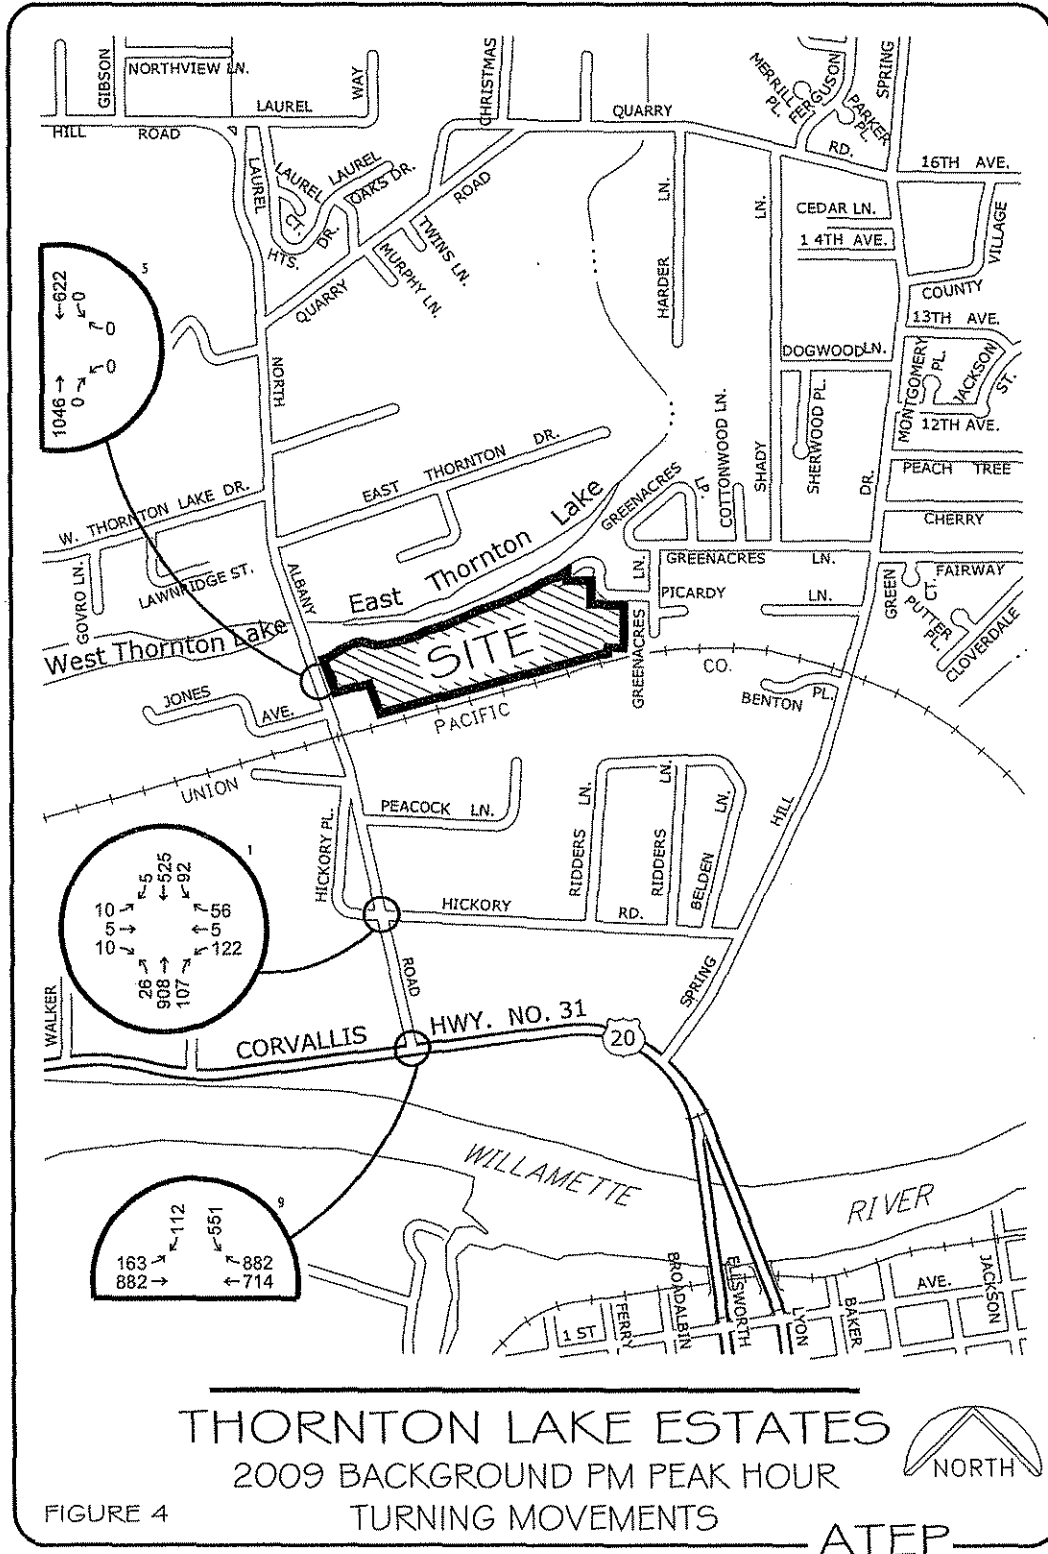 GIBSON
NORTHVIEW LN.
HILL ROAD
LAUREL WAY
CHRISTMAS
QUARRY
MERRILL PL.
FERGUSON
PARKER PL.
SPRING
RD.
16TH AVE.
LAUREL
LAUREL CT.
LAUREL OAKS DR.
DR.
HTS.
QUARRY
ROAD
TWINS LN.
MURPHY LN.
HARDER LN.
LN.
CEDAR LN.
1 4TH AVE.
VILLAGE
COUNTY
13TH AVE.
DOGWOOD LN.
MONTGOMERY PL.
JACKSON ST.
12TH AVE.
5
←622
0
0
0
1046 →
0
NORTH
SHERWOOD PL.
SHADY
COTTONWOOD LN.
DR.
PEACH TREE
CHERRY
W. THORNTON LAKE DR.
EAST THORNTON DR.
GREENACRES LP.
GREENACRES LN.
FAIRWAY
GOVRO LN.
LAWNRIDGE ST.
ALBANY
East Thornton Lake
LN.
PICARDY LN.
GREEN
CT.
PUTTER PL.
CLOVERDALE
West Thornton Lake
SITE
GREENACRES
CO.
JONES AVE.
PACIFIC
BENTON PL.
UNION
PEACOCK LN.
HICKORY PL.
RIDDERS LN.
RIDDERS LN.
BELDEN LN.
HILL
1
5
←525
92
10
5→
10
56
←5
122
26
908 →
107
HICKORY RD.
ROAD
SPRING
WALKER
CORVALLIS HWY. NO. 31
20
WILLAMETTE RIVER
9
112
551
163
882→
882
←714
BROADALBIN
ELLSWORTH
LYON
BAKER
AVE.
JACKSON
1 ST
FERRY
THORNTON LAKE ESTATES
2009 BACKGROUND PM PEAK HOUR
TURNING MOVEMENTS
NORTH
FIGURE 4
ATEP